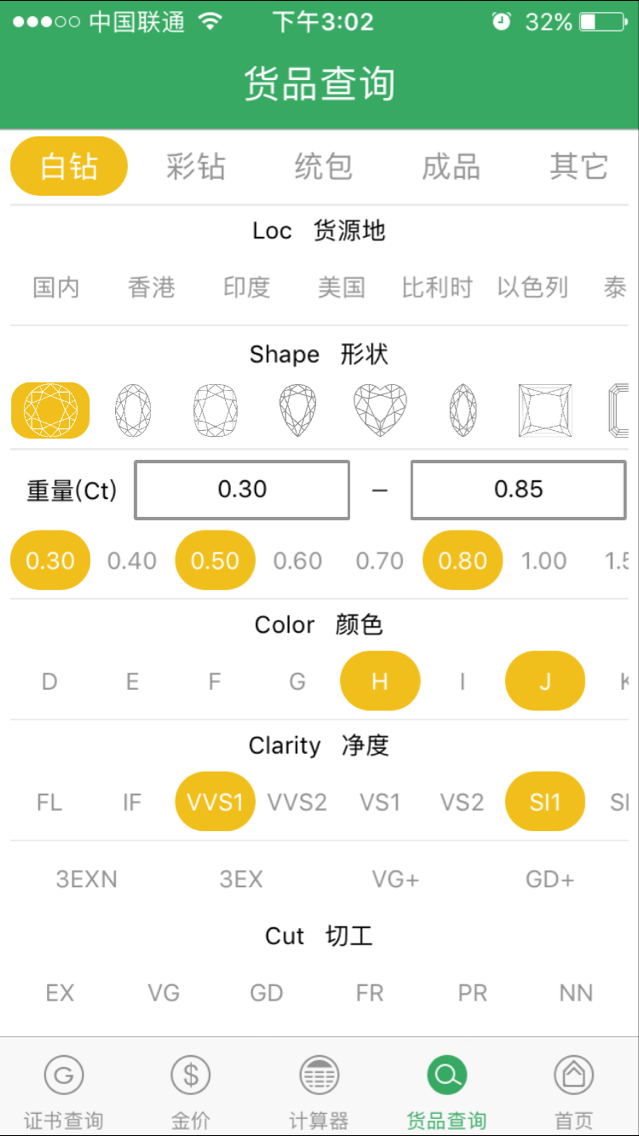 中国联通 下午3:02 32%
货品查询
白钻 彩钻 统包 成品 其它
Loc 货源地
国内 香港 印度 美国 比利时 以色列 泰
Shape 形状
重量(Ct) 0.30 — 0.85
0.30 0.40 0.50 0.60 0.70 0.80 1.00 1.5
Color 颜色
D E F G H I J K
Clarity 净度
FL IF VVS1 VVS2 VS1 VS2 SI1 SI
3EXN 3EX VG+ GD+
Cut 切工
EX VG GD FR PR NN
G $
证书查询 金价 计算器 货品查询 首页